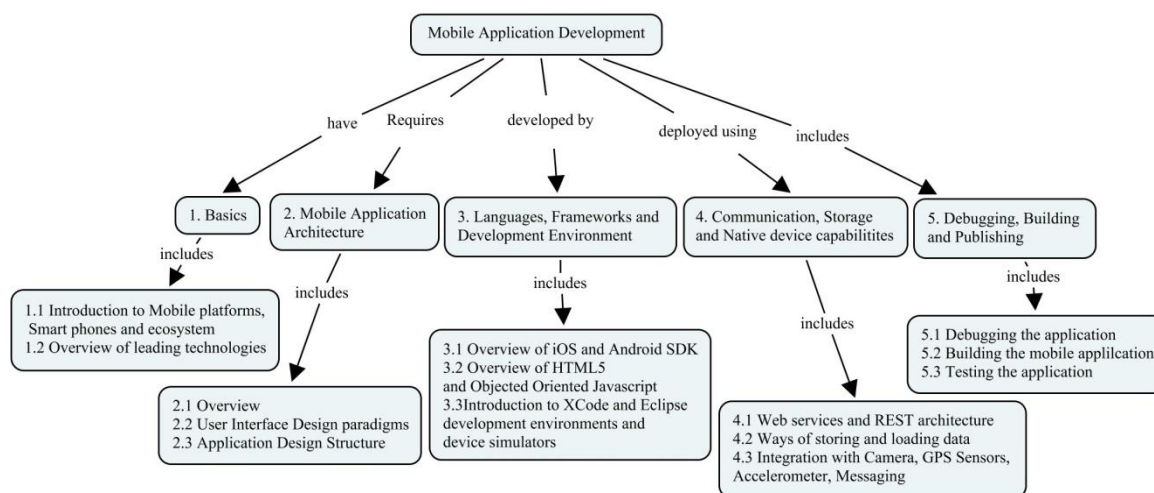 Mobile Application Development
have
Requires
developed by
deployed using
includes
1. Basics
2. Mobile Application
Architecture
3. Languages, Frameworks and
Development Environment
4. Communication, Storage
and Native device capabilitites
5. Debugging, Building
and Publishing
includes
includes
includes
includes
includes
1.1 Introduction to Mobile platforms,
Smart phones and ecosystem
1.2 Overview of leading technologies
2.1 Overview
2.2 User Interface Design paradigms
2.3 Application Design Structure
3.1 Overview of iOS and Android SDK
3.2 Overview of HTML5
and Objected Oriented Javascript
3.3Introduction to XCode and Eclipse
development environments and
device simulators
4.1 Web services and REST architecture
4.2 Ways of storing and loading data
4.3 Integration with Camera, GPS Sensors,
Accelerometer, Messaging
5.1 Debugging the application
5.2 Building the mobile applilcation
5.3 Testing the application